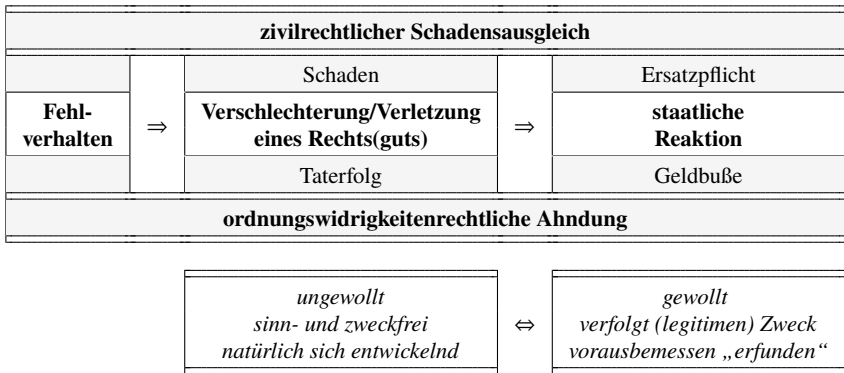 zivilrechtlicher Schadensausgleich
Schaden Ersatzpflicht
Fehl- Verschlechterung/Verletzung staatliche
verhalten ⇒ eines Rechts(guts) ⇒ Reaktion
Taterfolg Geldbuße
ordnungswidrigkeitenrechtliche Ahndung
ungewollt gewollt
sinn- und zweckfrei ⇔ verfolgt (legitimen) Zweck
natürlich sich entwickelnd vorausbemessen „erfunden“